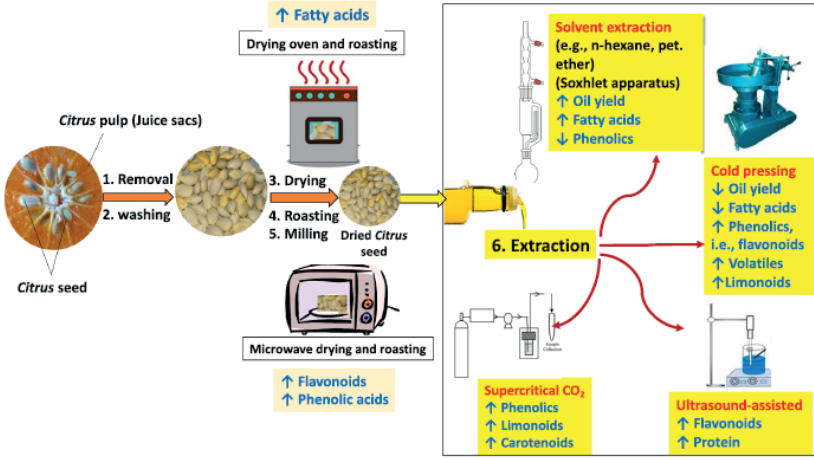 ↑ Fatty acids
Drying oven and roasting
Citrus pulp (Juice sacs)
1. Removal
2. washing
Citrus seed
3. Drying
4. Roasting
5. Milling
Dried Citrus
seed
Microwave drying and roasting
↑ Flavonoids
↑ Phenolic acids
6. Extraction
Solvent extraction
(e.g., n-hexane, pet.
ether)
(Soxhlet apparatus)
↑ Oil yield
↑ Fatty acids
↓ Phenolics
Cold pressing
↓ Oil yield
↓ Fatty acids
↑ Phenolics,
i.e., flavonoids
↑ Volatiles
↑Limonoids
Sample
Collection
Supercritical CO₂
↑ Phenolics
↑ Limonoids
↑ Carotenoids
Ultrasound-assisted
↑ Flavonoids
↑ Protein